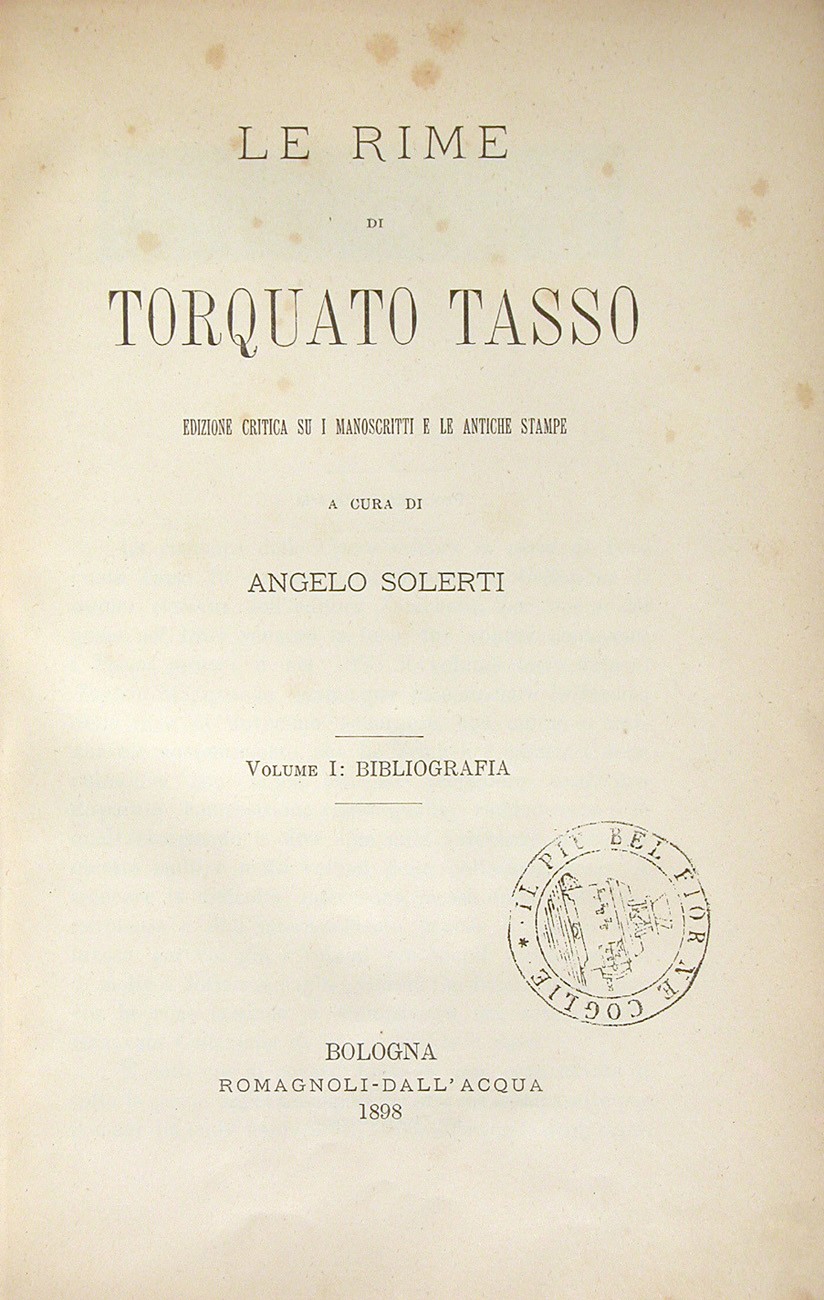 LE RIME
DI
TORQUATO TASSO
EDIZIONE CRITICA SU I MANOSCRITTI E LE ANTICHE STAMPE
A CURA DI
ANGELO SOLERTI
VOLUME I: BIBLIOGRAFIA
* IL PIÙ BEL FIOR NE COGLIE
BOLOGNA
ROMAGNOLI-DALL'ACQUA
1898